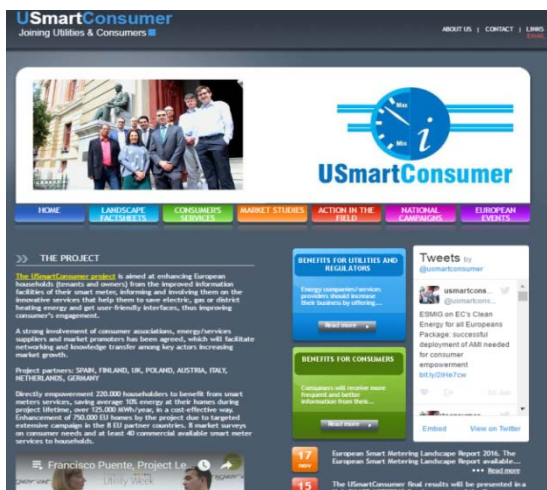 USmartConsumer
Joining Utilities & Consumers
ABOUT US | CONTACT | LINKS
EMAIL
Max
Min
i
USmartConsumer
HOME
LANDSCAPE
FACTSHEETS
CONSUMER'S
SERVICES
MARKET STUDIES
ACTION IN THE
FIELD
NATIONAL
CAMPAIGNS
EUROPEAN
EVENTS
THE PROJECT
The USmartConsumer project is aimed at enhancing European
households (tenants and owners) from the improved information
facilities of their smart meter, informing and involving them on the
innovative services that help them to save electric, gas or district
heating energy and get user-friendly interfaces, thus improving
consumer's engagement.
A strong involvement of consumer associations, energy/services
suppliers and market promoters has been agreed, which will facilitate
networking and knowledge transfer among key actors increasing
market growth.
Project partners: SPAIN, FINLAND, UK, POLAND, AUSTRIA, ITALY,
NETHERLANDS, GERMANY
Directly empowerment 220.000 householders to benefit from smart
meters services, saving average 10% energy at their homes during
project lifetime, over 125.000 MWh/year, in a cost-effective way.
Enhancement of 750.000 EU homes by the project due to targeted
extensive campaign in the 8 EU partner countries. 8 market surveys
on consumer needs and at least 40 commercial available smart meter
services to households.
Francisco Puente, Project Le...
Utility Week
BENEFITS FOR UTILITIES AND
REGULATORS
Energy companies/services
providers should increase
their business by offering...
Read more
BENEFITS FOR CONSUMERS
Consumers will receive more
frequent and better
information from their...
Read more
Tweets by
@usmartconsumer
usmartcons...
@usmartcons...
ESMIG on EC's Clean
Energy for all Europeans
Package: successful
deployment of AMI needed
for consumer
empowerment
bit.ly/2iHe7cw
Embed
View on Twitter
17
NOV
European Smart Metering Landscape Report 2016. The
European Smart Metering Landscape Report available...
Read more
15
The USmartConsumer final results will be presented in a